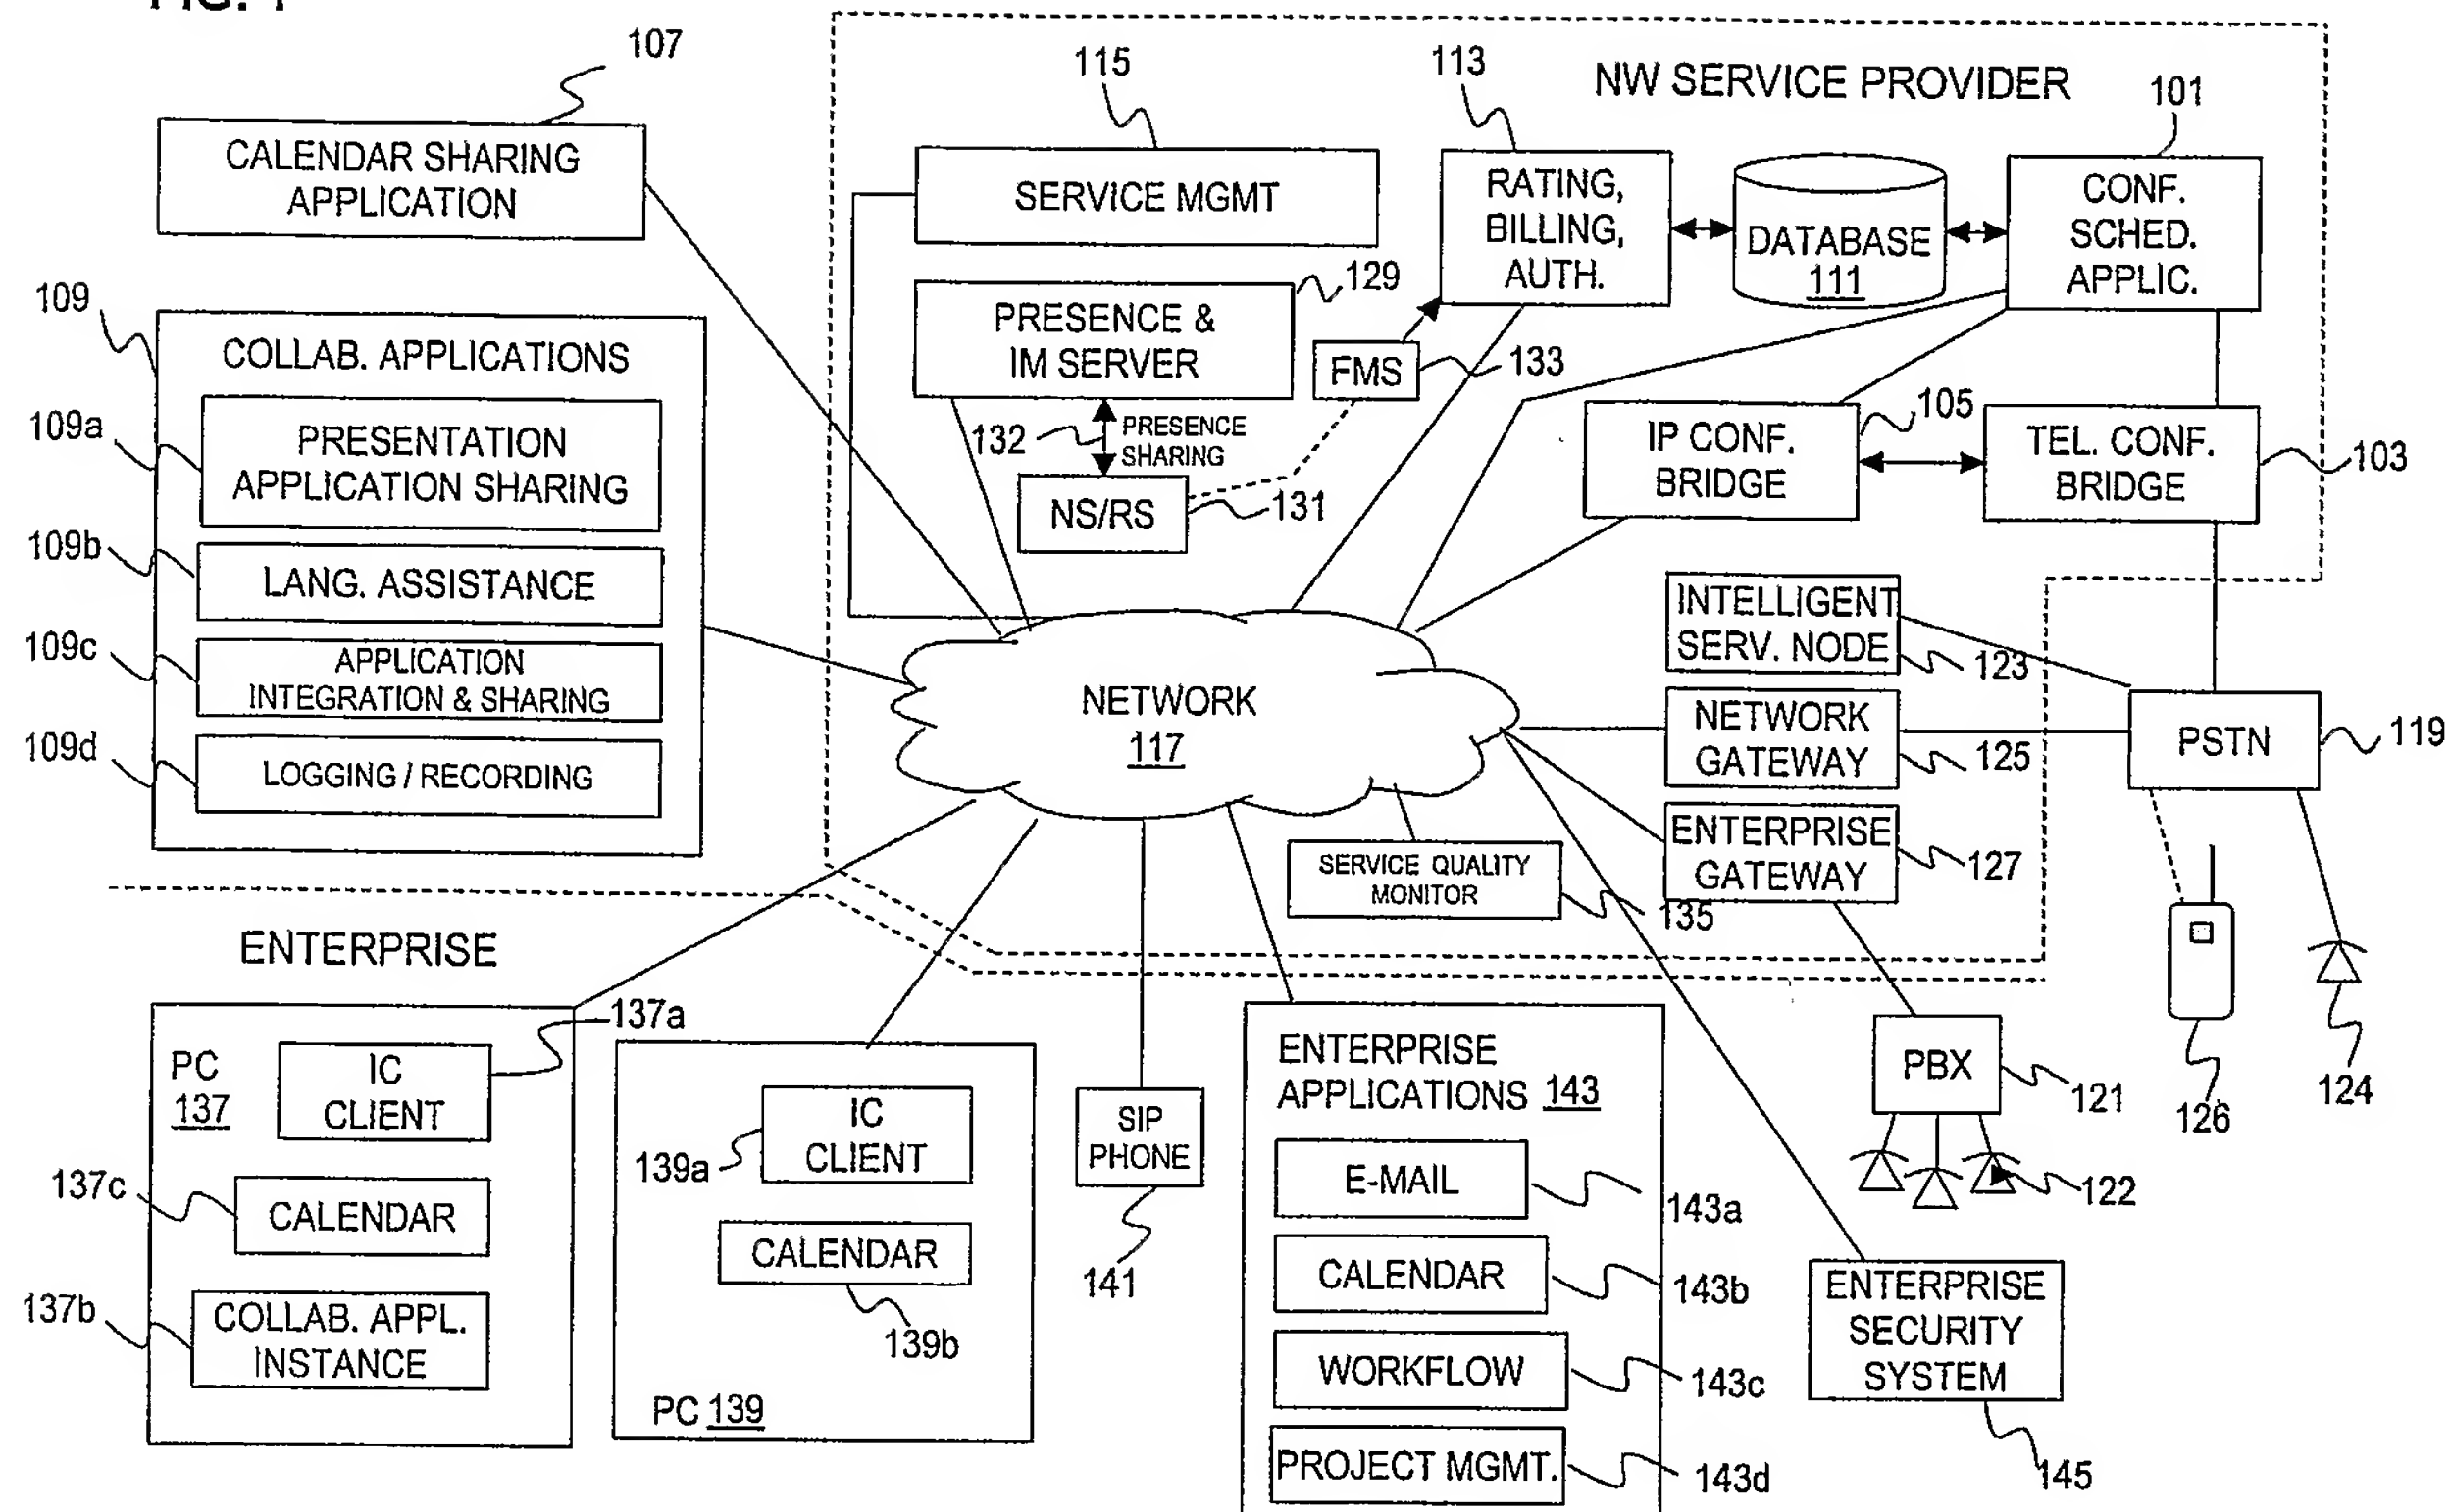 FIG. 1
107
CALENDAR SHARING
APPLICATION
109
COLLAB. APPLICATIONS
109a
PRESENTATION
APPLICATION SHARING
109b
LANG. ASSISTANCE
109c
APPLICATION
INTEGRATION & SHARING
109d
LOGGING / RECORDING
NW SERVICE PROVIDER
115
SERVICE MGMT
113
RATING,
BILLING,
AUTH.
DATABASE
111
101
CONF.
SCHED.
APPLIC.
129
PRESENCE &
IM SERVER
FMS
133
132
PRESENCE
SHARING
NS/RS
131
IP CONF.
BRIDGE
105
TEL. CONF.
BRIDGE
103
INTELLIGENT
SERV. NODE
123
NETWORK
117
NETWORK
GATEWAY
125
PSTN
119
ENTERPRISE
GATEWAY
127
SERVICE QUALITY
MONITOR
135
126
124
ENTERPRISE
PC
137
IC
CLIENT
137a
137c
CALENDAR
137b
COLLAB. APPL.
INSTANCE
IC
CLIENT
139a
CALENDAR
139b
PC 139
SIP
PHONE
141
ENTERPRISE
APPLICATIONS 143
E-MAIL
143a
CALENDAR
143b
WORKFLOW
143c
PROJECT MGMT.
143d
PBX
121
122
ENTERPRISE
SECURITY
SYSTEM
145